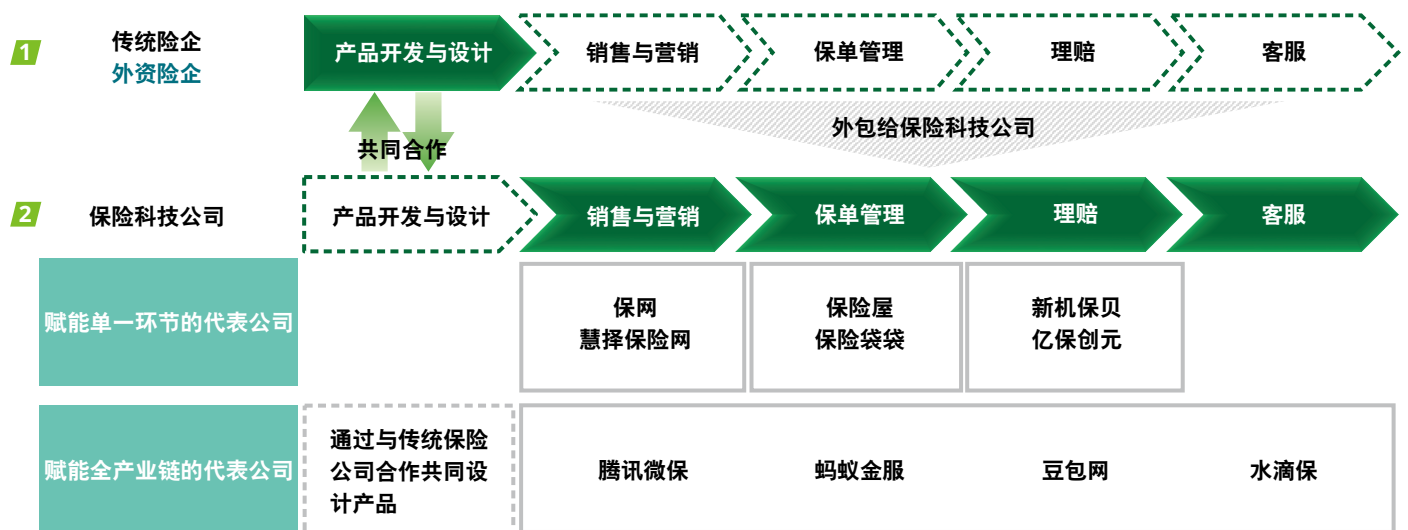 1
传统险企
外资险企
产品开发与设计
销售与营销
保单管理
理赔
客服
共同合作
外包给保险科技公司
2
保险科技公司
产品开发与设计
销售与营销
保单管理
理赔
客服
赋能单一环节的代表公司
保网
慧择保险网
保险屋
保险袋袋
新机保贝
亿保创元
赋能全产业链的代表公司
通过与传统保险
公司合作共同设
计产品
腾讯微保
蚂蚁金服
豆包网
水滴保